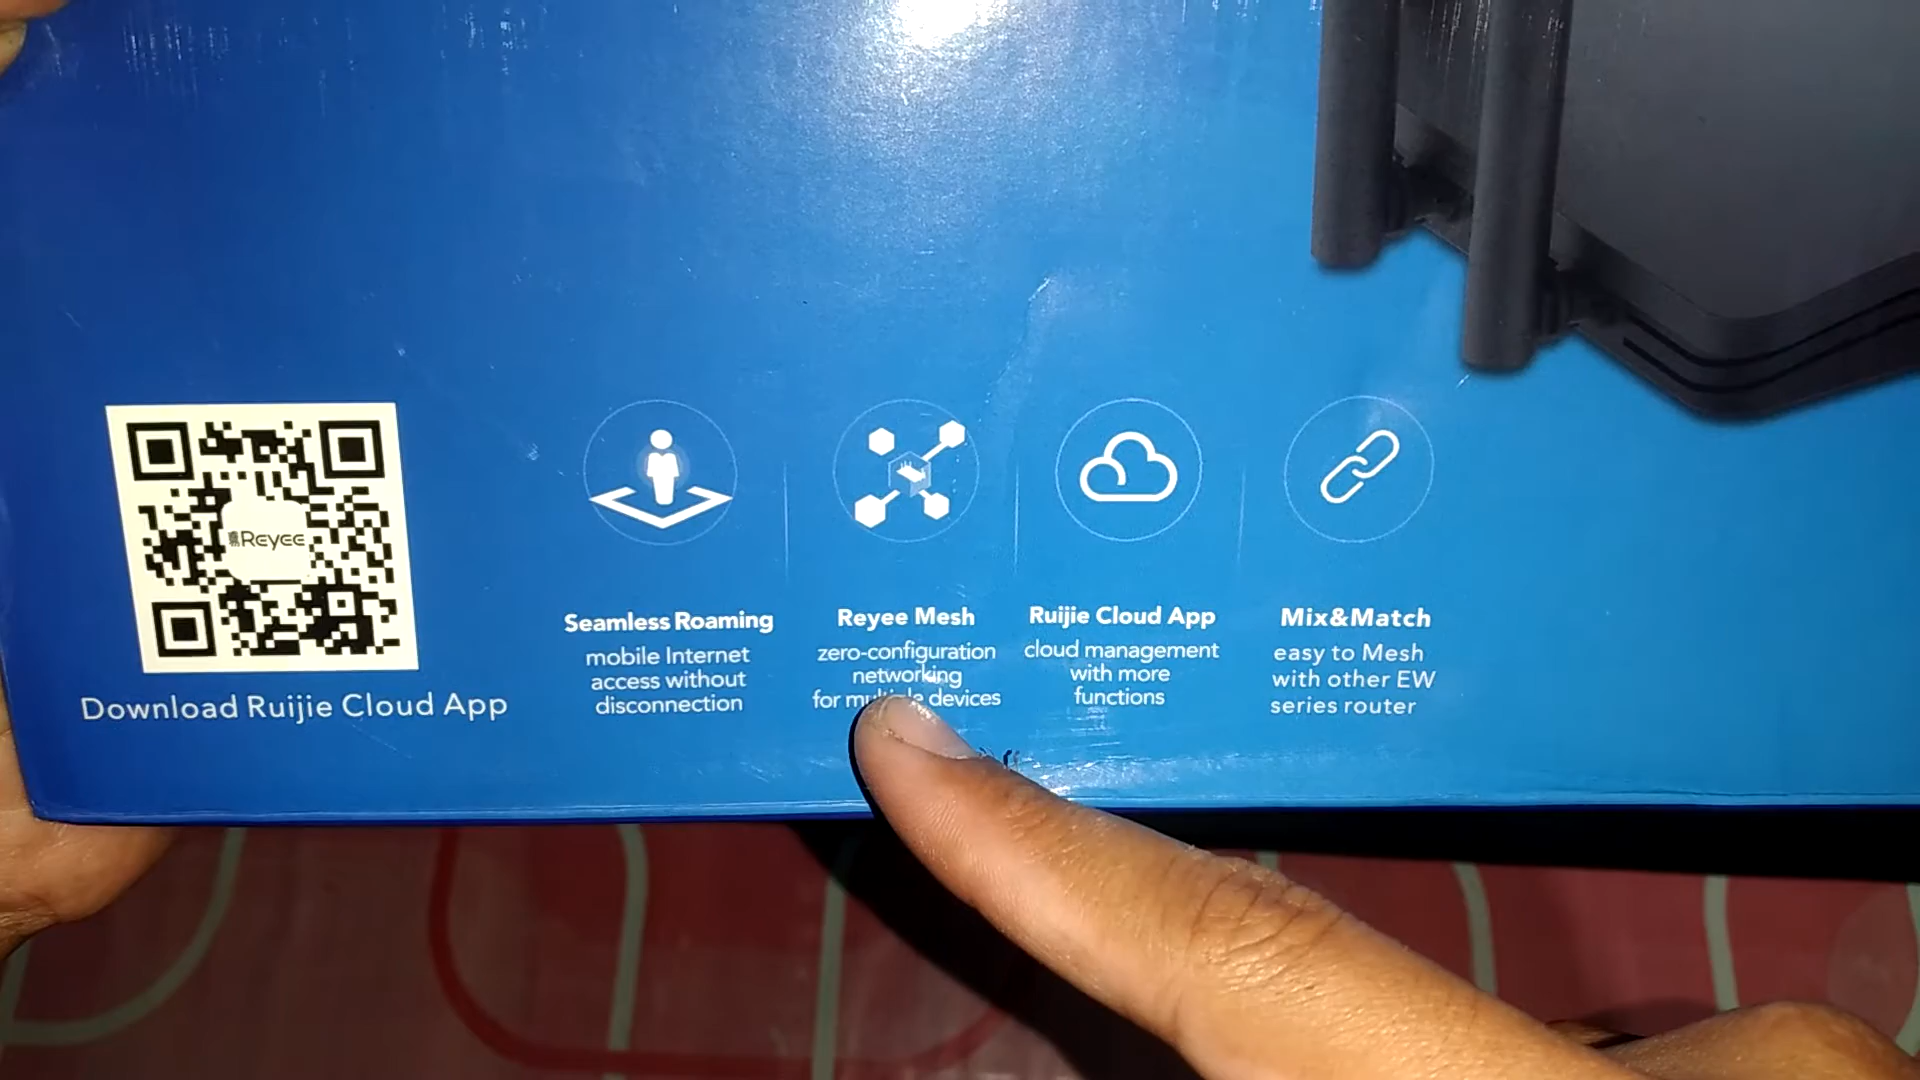 Reyee
Download Ruijie Cloud App
Seamless Roaming
mobile Internet
access without
disconnection
Reyee Mesh
zero-configuration
networking
for devices
Ruijie Cloud App
cloud management
with more
functions
Mix&Match
easy to Mesh
with other EW
series router